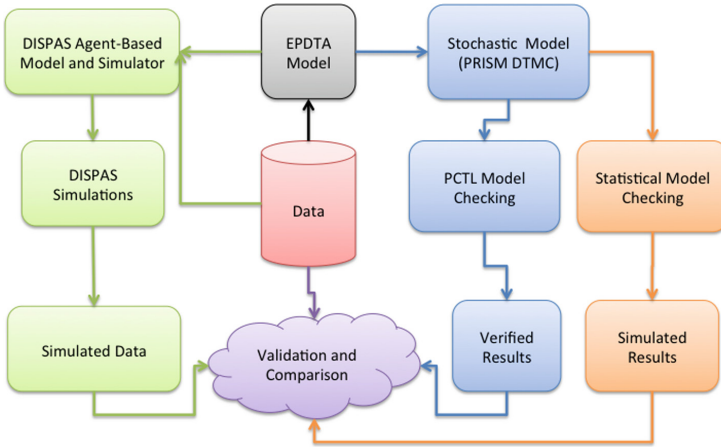 DISPAS Agent-Based
Model and Simulator
EPDTA
Model
Stochastic Model
(PRISM DTMC)
DISPAS
Simulations
Data
PCTL Model
Checking
Statistical Model
Checking
Simulated Data
Validation and
Comparison
Verified
Results
Simulated
Results